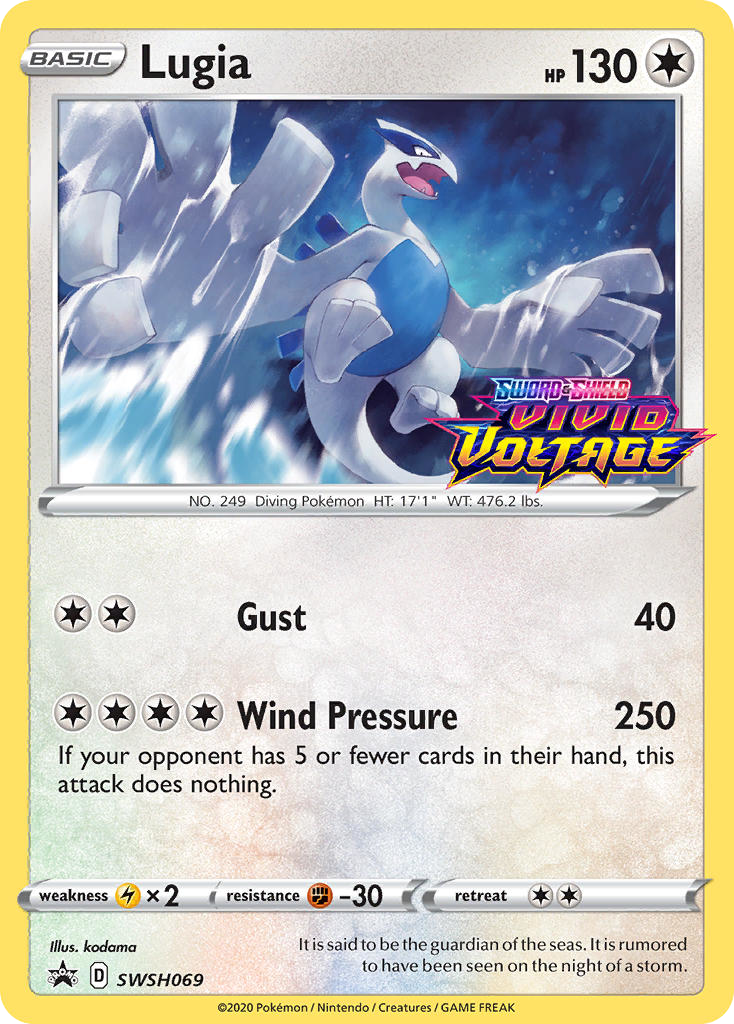 BASIC Lugia HP 130
SWORD & SHIELD
VIVID
VOLTAGE
NO. 249 Diving Pokémon HT: 17'1" WT: 476.2 lbs.
Gust 40
Wind Pressure 250
If your opponent has 5 or fewer cards in their hand, this
attack does nothing.
weakness ×2 resistance -30 retreat
Illus. kodama
It is said to be the guardian of the seas. It is rumored
to have been seen on the night of a storm.
D SWSH069
©2020 Pokémon / Nintendo / Creatures / GAME FREAK